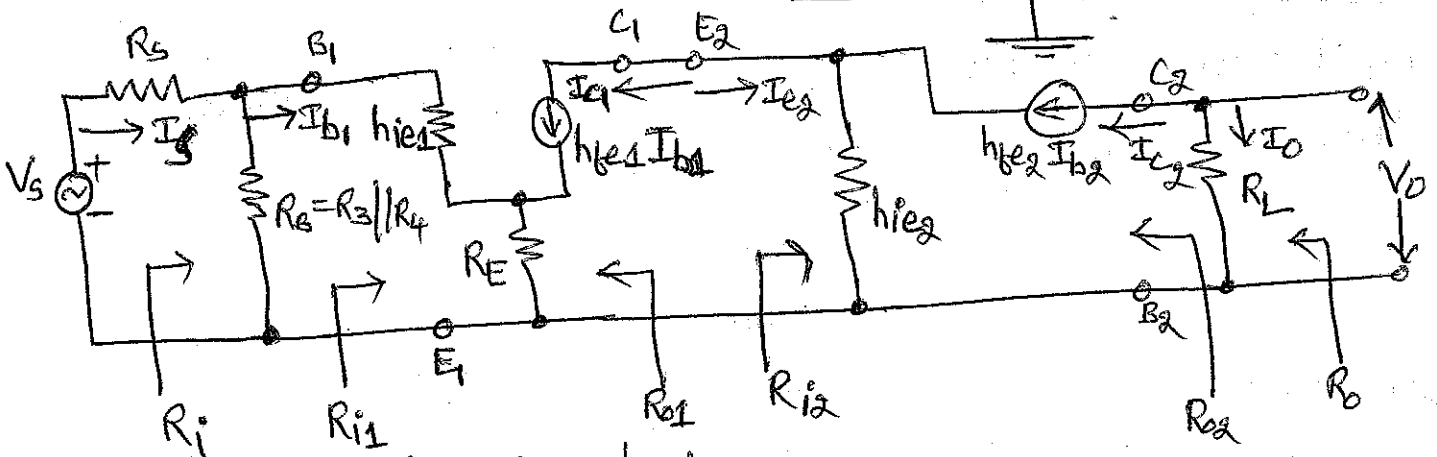 Rs B1 C1 E2
Is Ib1 hie1 Ic1 Ie2 C2
Vs + - RB = R3 || R4 hfe1 Ib1 hie2 hfe2 Ib2 Ic2 Io RL Vo
RE
E1 B2
Ri Ri1 Ro1 Ri2 Ro2 Ro